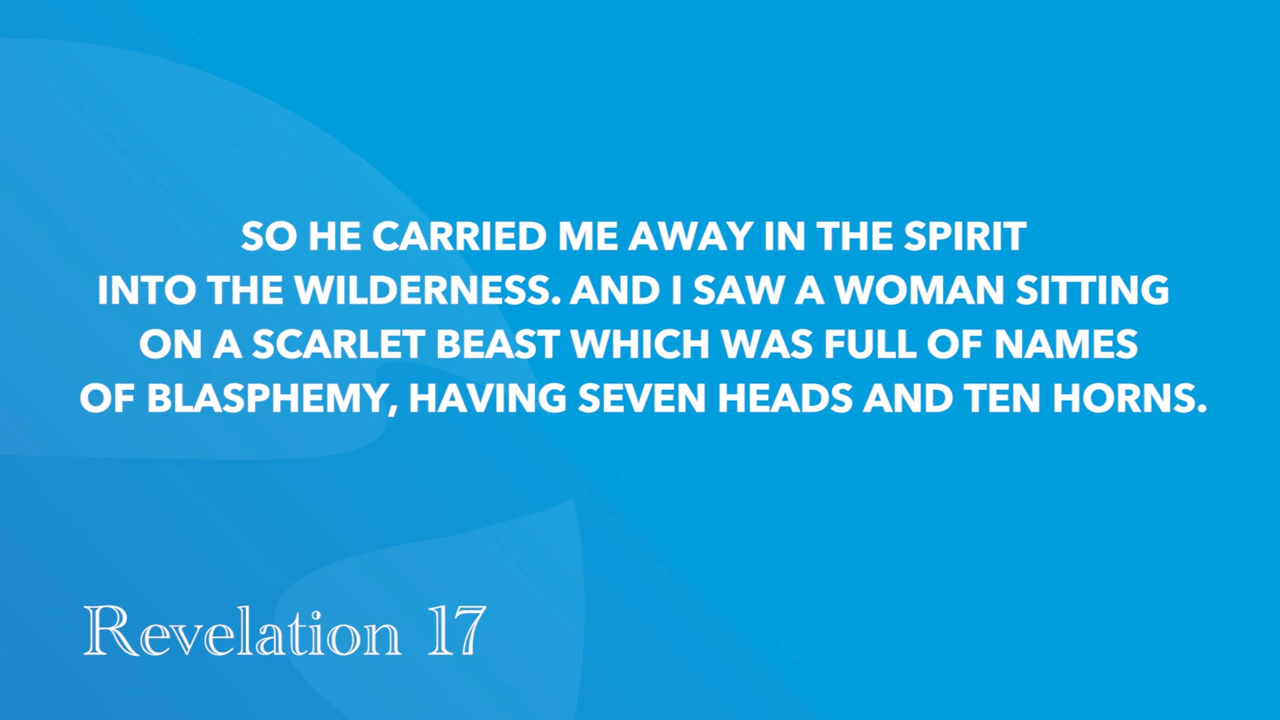 SO HE CARRIED ME AWAY IN THE SPIRIT
INTO THE WILDERNESS. AND I SAW A WOMAN SITTING
ON A SCARLET BEAST WHICH WAS FULL OF NAMES
OF BLASPHEMY, HAVING SEVEN HEADS AND TEN HORNS.
Revelation 17